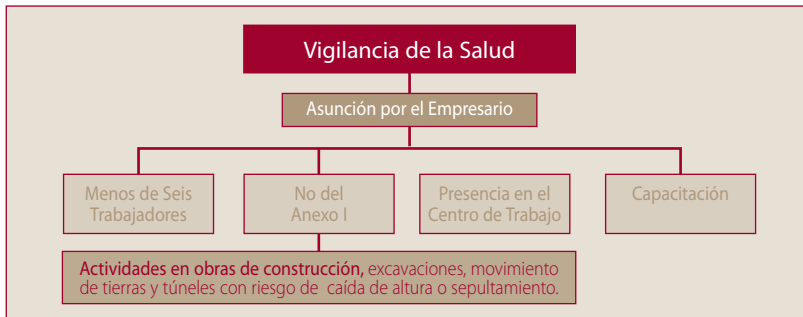 Vigilancia de la Salud
Asunción por el Empresario
Menos de Seis
Trabajadores
No del
Anexo I
Presencia en el
Centro de Trabajo
Capacitación
Actividades en obras de construcción, excavaciones, movimiento
de tierras y túneles con riesgo de caída de altura o sepultamiento.